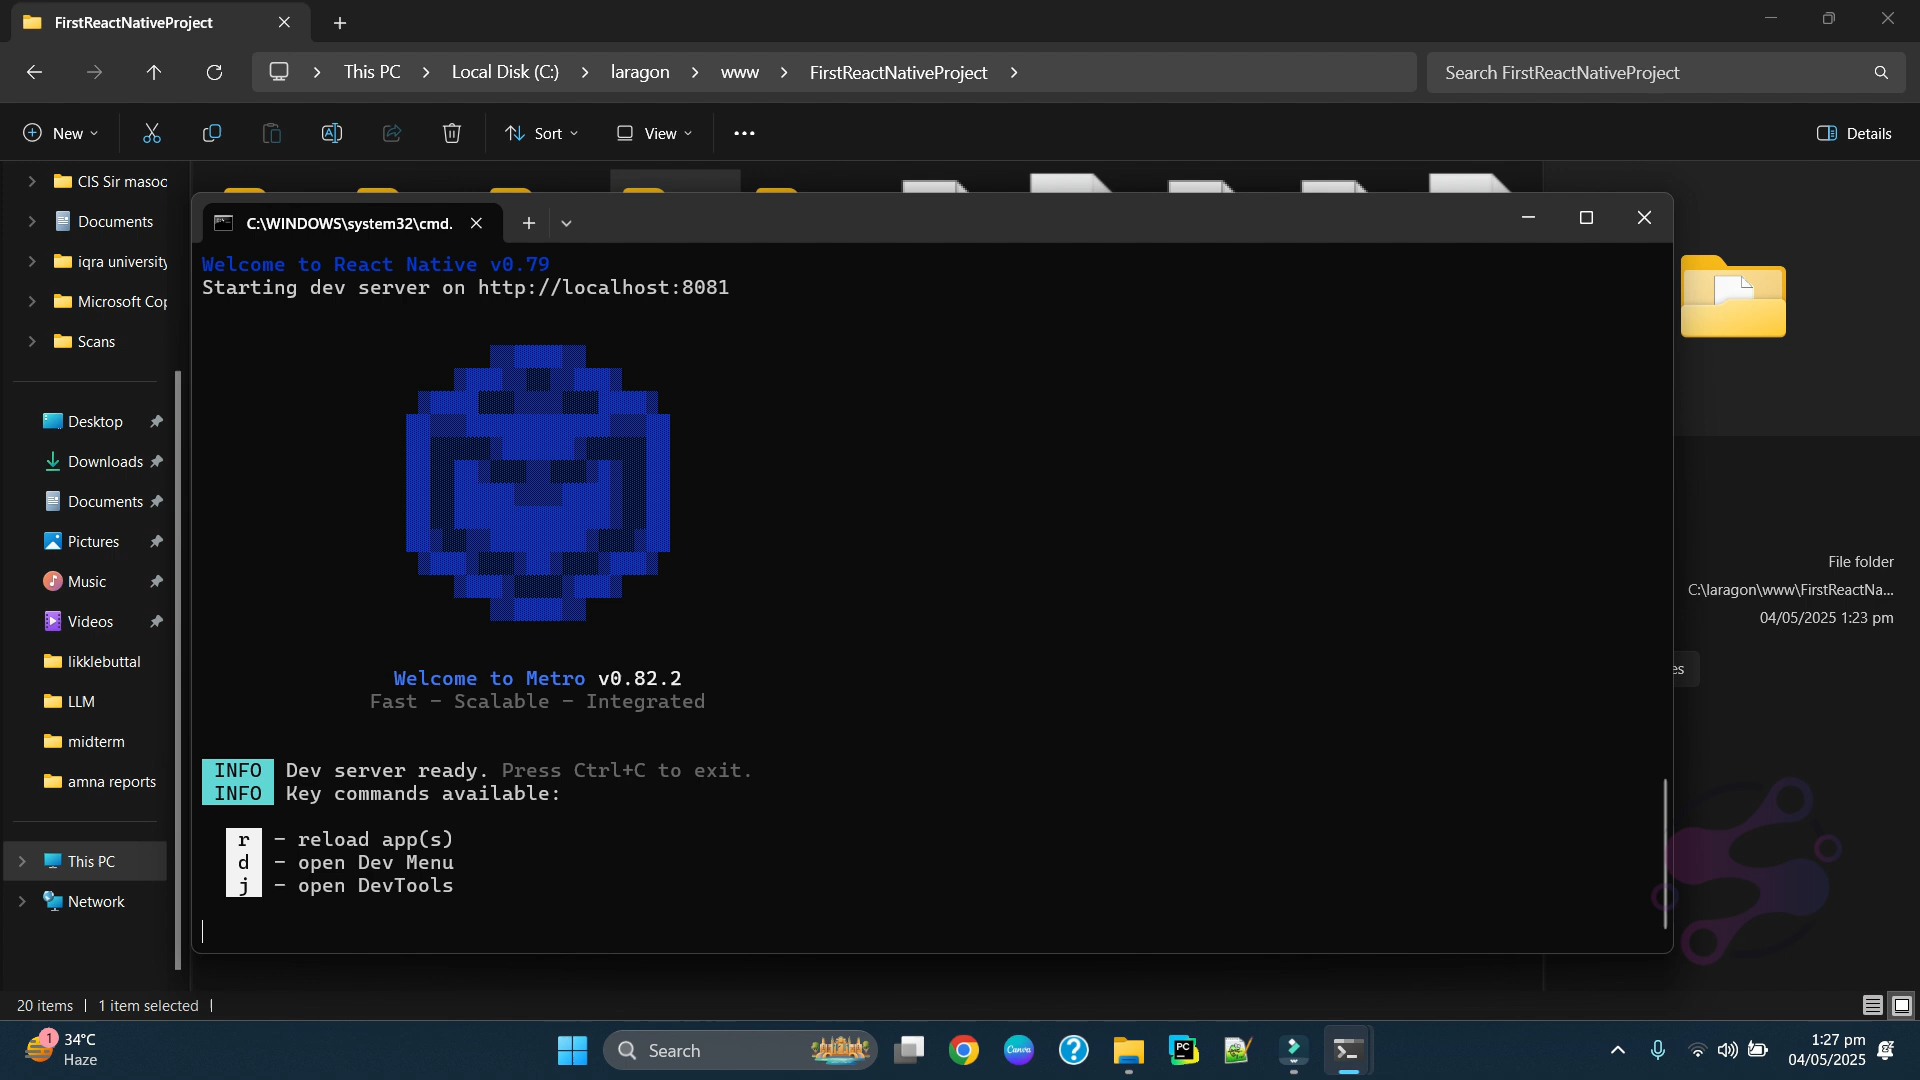 FirstReactNativeProject
This PC
Local Disk (C:)
laragon
www
FirstReactNativeProject
Search FirstReactNativeProject
New
Sort
View
Details
CIS Sir masoo
Documents
iqra university
Microsoft Cop
Scans
Desktop
Downloads
Documents
Pictures
Music
Videos
likklebuttal
LLM
midterm
amna reports
This PC
Network
C:\WINDOWS\system32\cmd.
Welcome to React Native v0.79
Starting dev server on http://localhost:8081
Welcome to Metro v0.82.2
Fast - Scalable - Integrated
INFO Dev server ready. Press Ctrl+C to exit.
INFO Key commands available:
r - reload app(s)
d - open Dev Menu
j - open DevTools
File folder
C:\laragon\www\FirstReactNa...
04/05/2025 1:23 pm
es
20 items
1 item selected
1
34°C
Haze
Search
Canva
PC
1:27 pm
04/05/2025